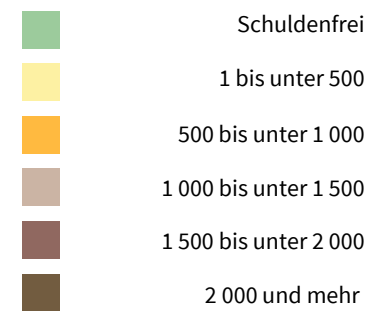 Schuldenfrei
1 bis unter 500
500 bis unter 1 000
1 000 bis unter 1 500
1 500 bis unter 2 000
2 000 und mehr